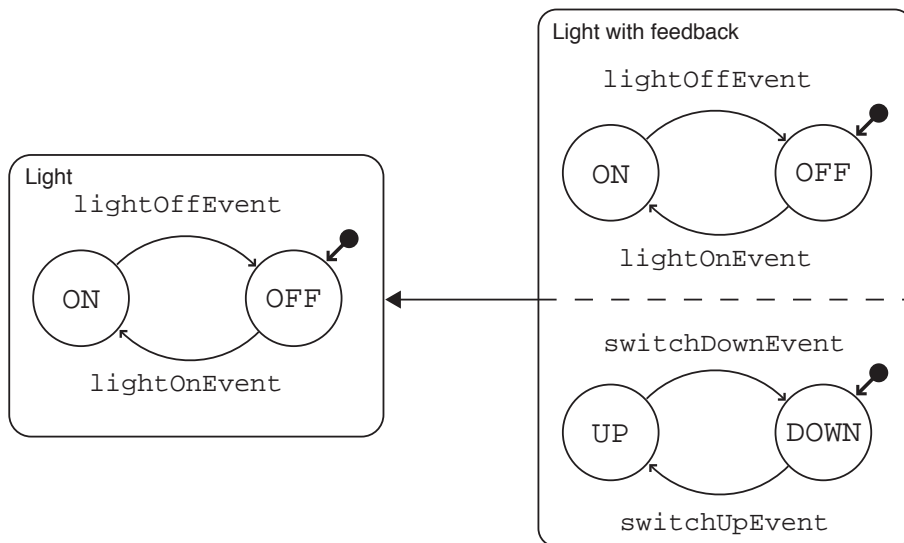 Light
lightOffEvent
ON
OFF
lightOnEvent
Light with feedback
lightOffEvent
ON
OFF
lightOnEvent
switchDownEvent
UP
DOWN
switchUpEvent